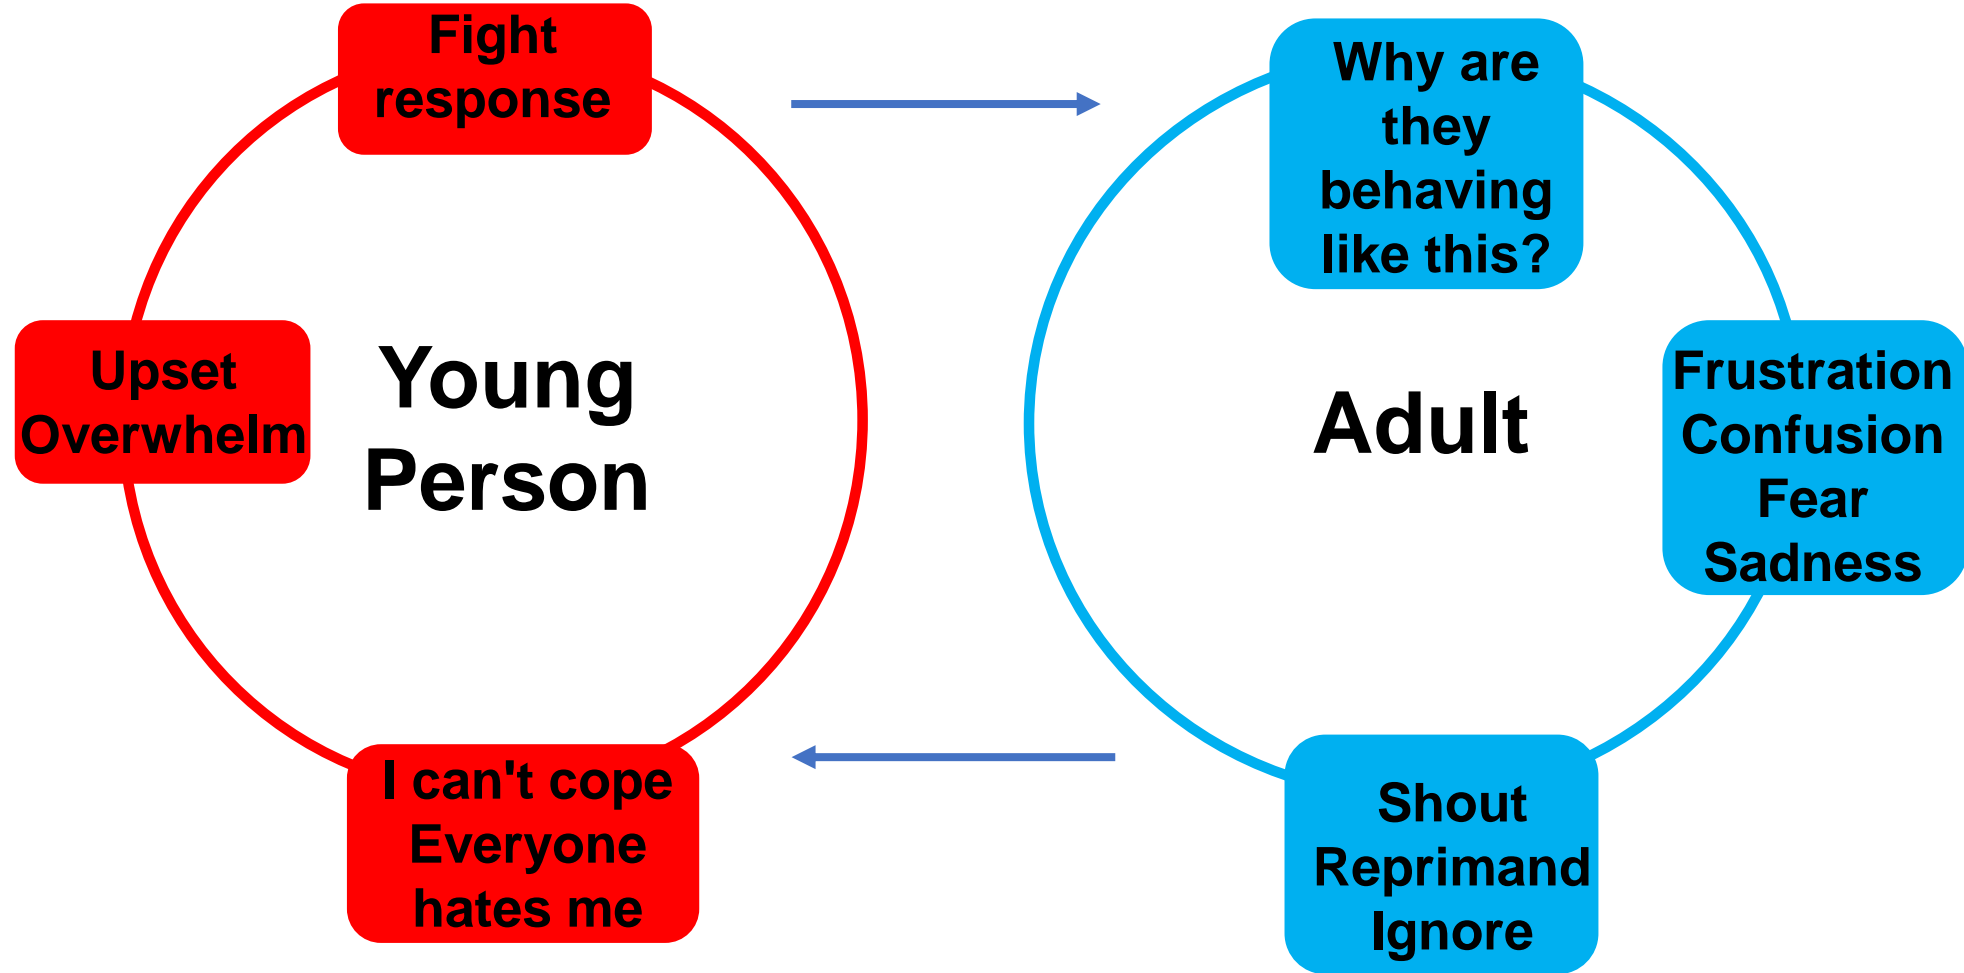 Fight
response
Upset
Overwhelm
Young
Person
I can't cope
Everyone
hates me
Why are
they
behaving
like this?
Adult
Frustration
Confusion
Fear
Sadness
Shout
Reprimand
Ignore